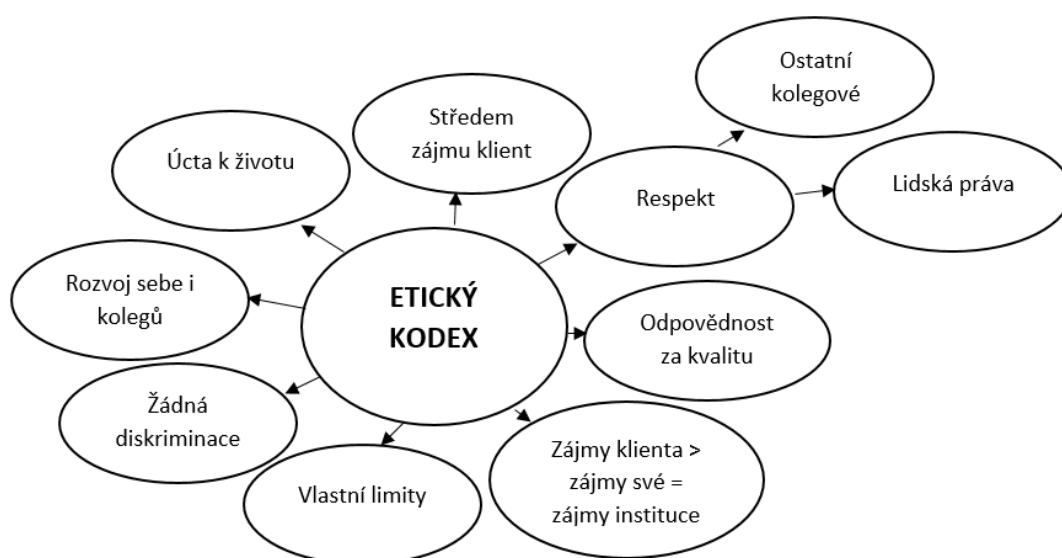 Ostatní
kolegové
Středem
zájmu klient
Úcta k životu
Respekt
Lidská práva
Rozvoj sebe i
kolegů
ETICKÝ
KODEX
Odpovědnost
za kvalitu
Žádná
diskriminace
Vlastní limity
Zájmy klienta >
zájmy své =
zájmy instituce